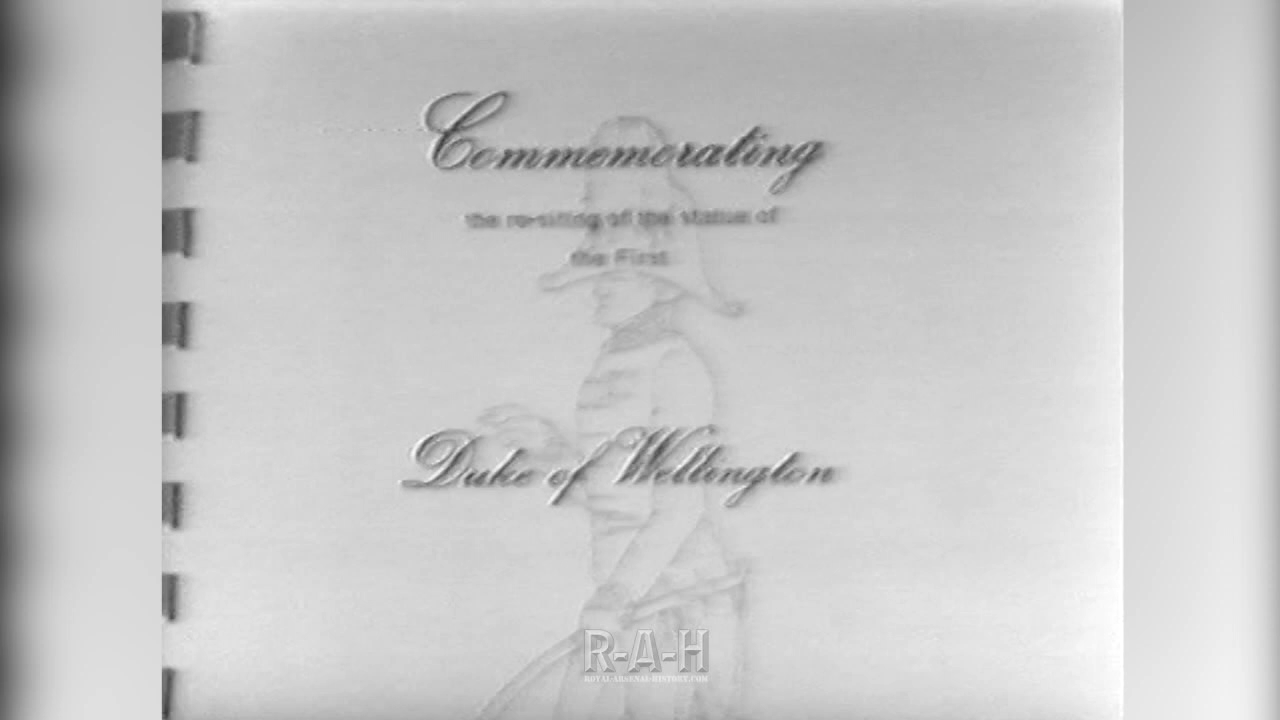 Commemorating
the re-siting of the statue of
the First
Duke of Wellington
R-A-H
ROYAL-ARSENAL-HISTORY.COM